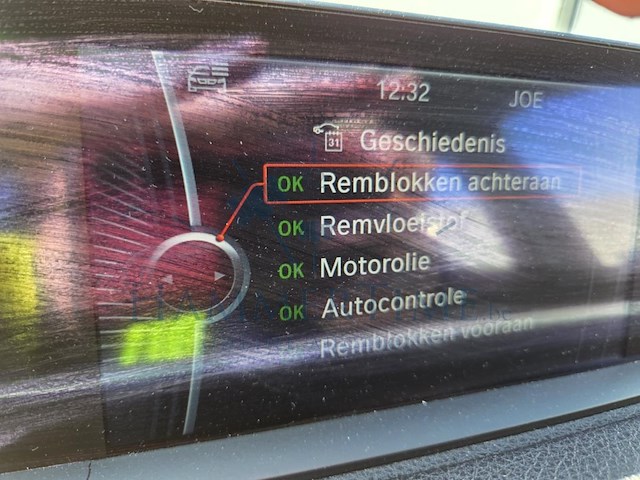 12:32
JOE
31 Geschiedenis
OK Remblokken achteraan
OK Remvloeistof
OK Motorolie
OK Autocontrole
Remblokken vooraan